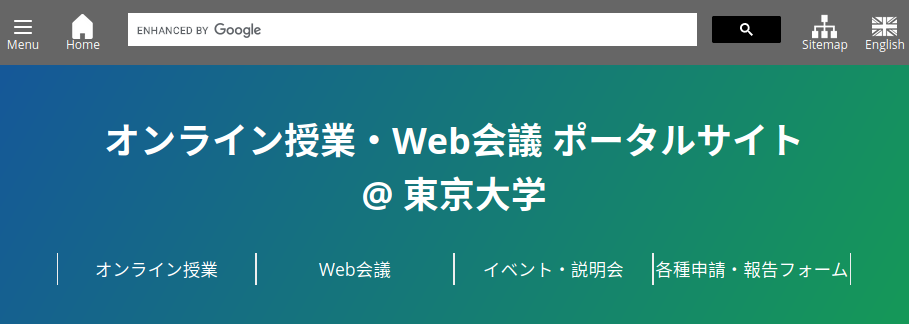 Menu
Home
ENHANCED BY Google
Sitemap
English
オンライン授業・Web会議 ポータルサイト
@ 東京大学
オンライン授業
Web会議
イベント・説明会
各種申請・報告フォーム